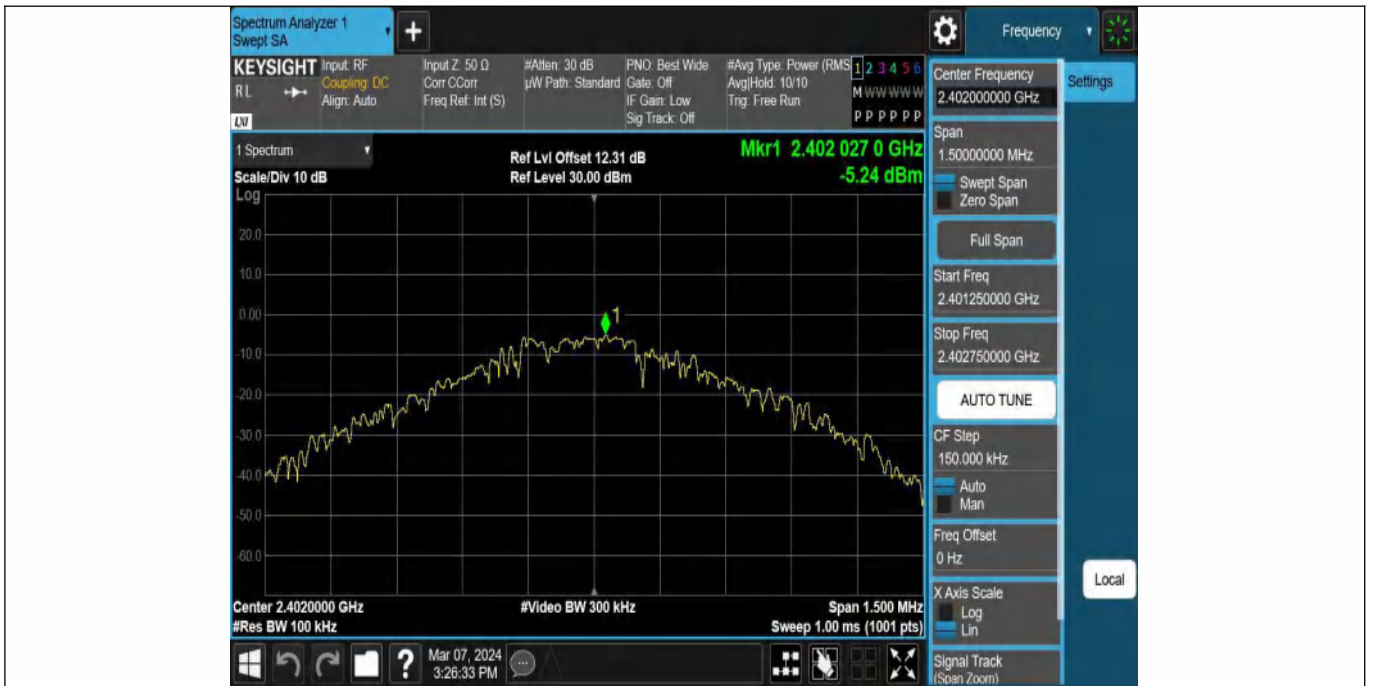 Spectrum Analyzer 1
Swept SA
+
Frequency
KEYSIGHT
RL
LXI
Input: RF
Coupling: DC
Align: Auto
Input Z: 50 Ω
Corr CCorr
Freq Ref: Int (S)
#Atten: 30 dB
µW Path: Standard
PNO: Best Wide
Gate: Off
IF Gain: Low
Sig Track: Off
#Avg Type: Power (RMS
Avg|Hold: 10/10
Trig: Free Run
1 2 3 4 5 6
M W W W W W
P P P P P P
1 Spectrum
Scale/Div 10 dB
Log
Ref Lvl Offset 12.31 dB
Ref Level 30.00 dBm
Mkr1 2.402 027 0 GHz
-5.24 dBm
20.0
10.0
0.00
-10.0
-20.0
-30.0
-40.0
-50.0
-60.0
1
Center 2.4020000 GHz
#Res BW 100 kHz
#Video BW 300 kHz
Span 1.500 MHz
Sweep 1.00 ms (1001 pts)
Center Frequency
2.402000000 GHz
Settings
Span
1.50000000 MHz
Swept Span
Zero Span
Full Span
Start Freq
2.401250000 GHz
Stop Freq
2.402750000 GHz
AUTO TUNE
CF Step
150.000 kHz
Auto
Man
Freq Offset
0 Hz
X Axis Scale
Log
Lin
Local
Signal Track
(Span Zoom)
?
Mar 07, 2024
3:26:33 PM